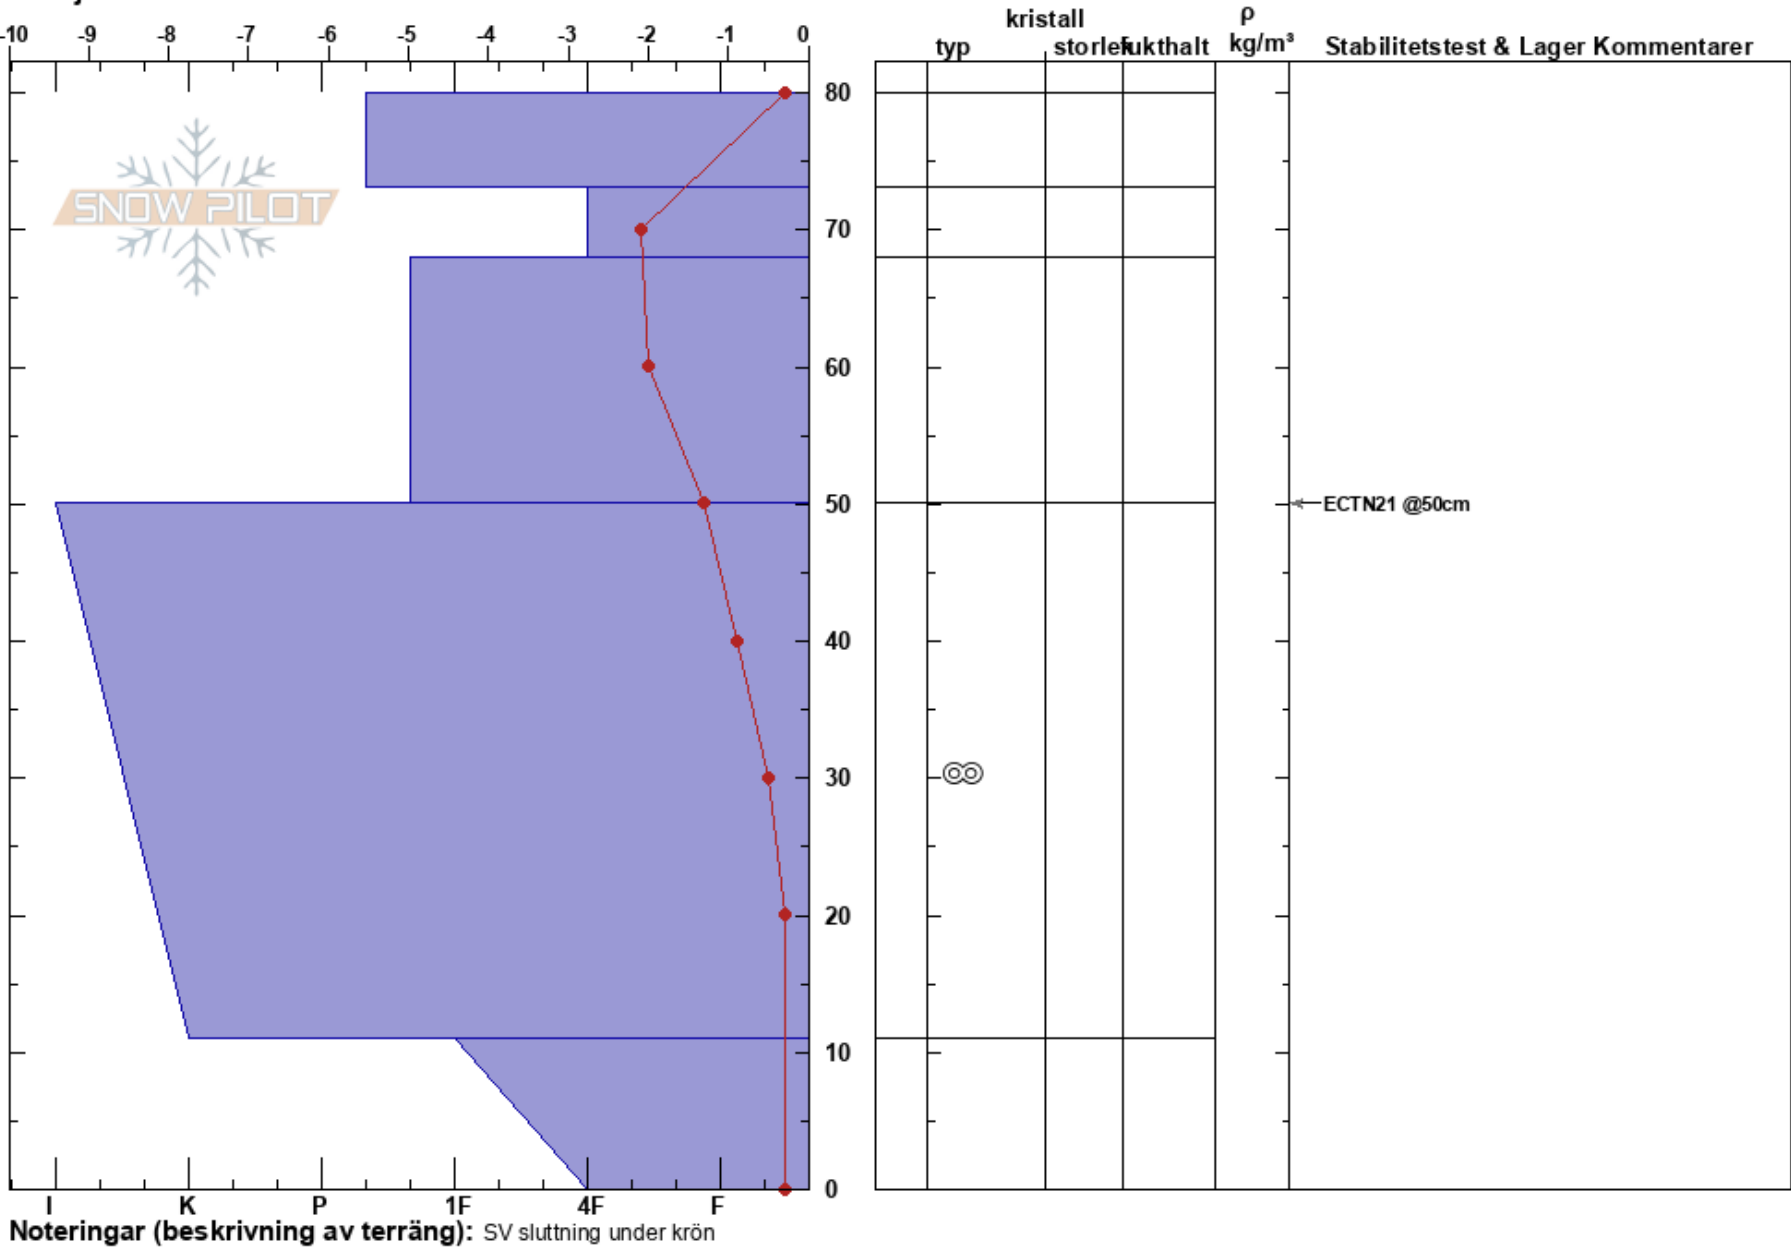 kristall ρ
-10 -9 -8 -7 -6 -5 -4 -3 -2 -1 0 typ storlek fukthalt kg/m³ Stabilitetstest & Lager Kommentarer
80
SNOW PILOT
70
60
50 ECTN21 @50cm
40
30
20
10
0
I K P 1F 4F F
Noteringar (beskrivning av terräng): SV sluttning under krön